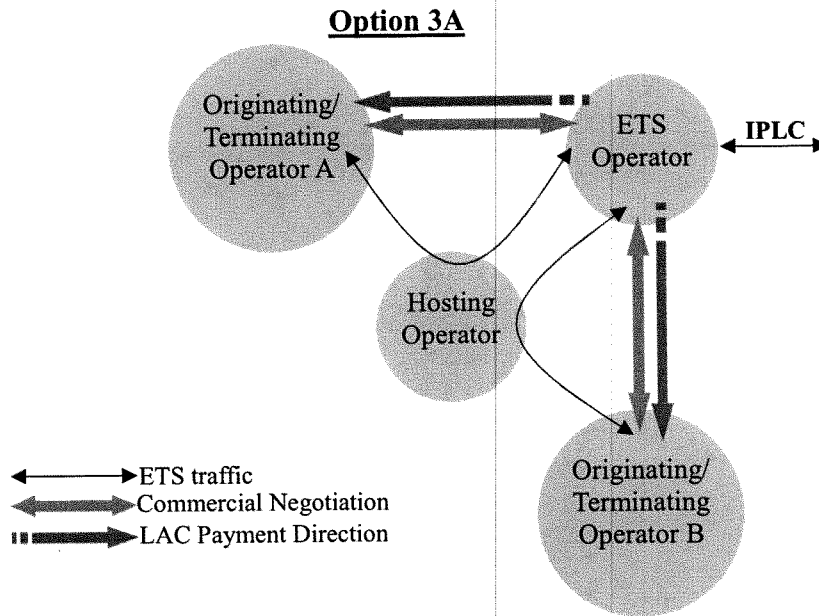 Option 3A
Originating/
Terminating
Operator A
ETS
Operator
IPLC
Hosting
Operator
Originating/
Terminating
Operator B
ETS traffic
Commercial Negotiation
LAC Payment Direction